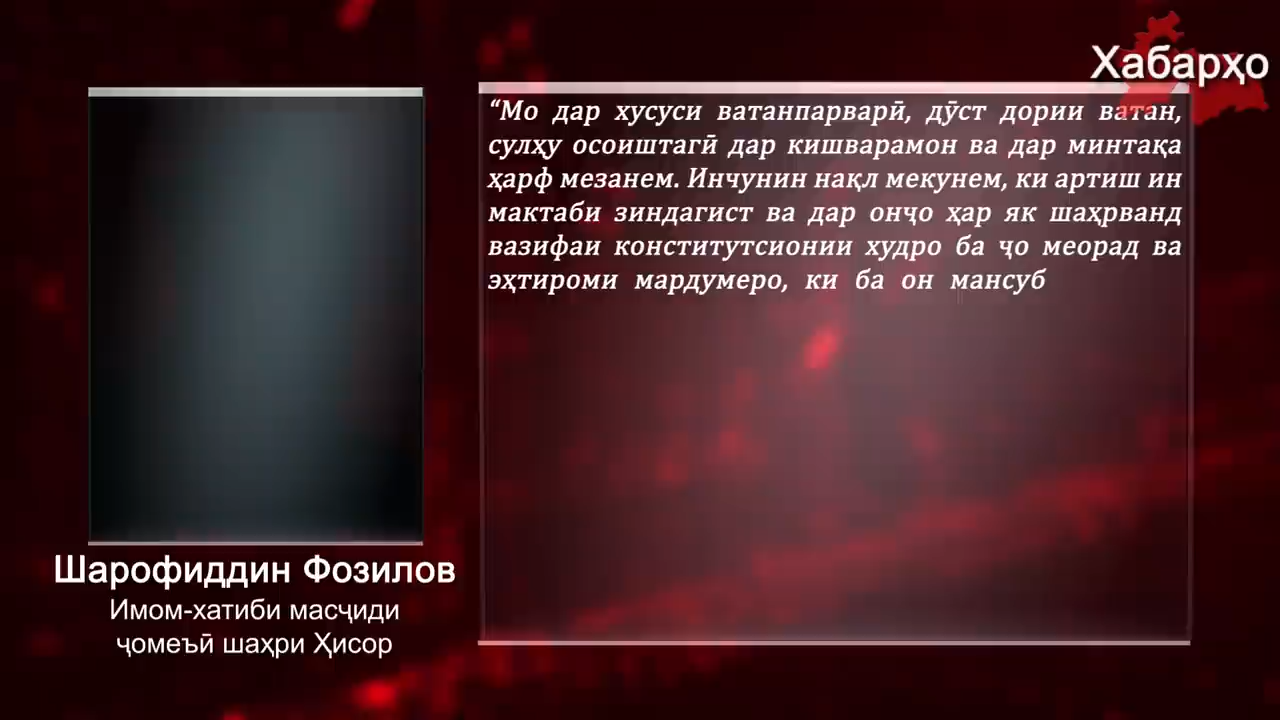 Хабарҳо
“Мо дар хусуси ватанпарварӣ, дӯст дории ватан,
сулҳу осоиштагӣ дар кишварамон ва дар минтақа
ҳарф мезанем. Инчунин нақл мекунем, ки артиш ин
мактаби зиндагист ва дар онҷо ҳар як шаҳрванд
вазифаи конститутсионии худро ба ҷо меорад ва
эҳтироми мардумеро, ки ба он мансуб
Шарофиддин Фозилов
Имом-хатиби масҷиди
ҷомеъӣ шаҳри Ҳисор